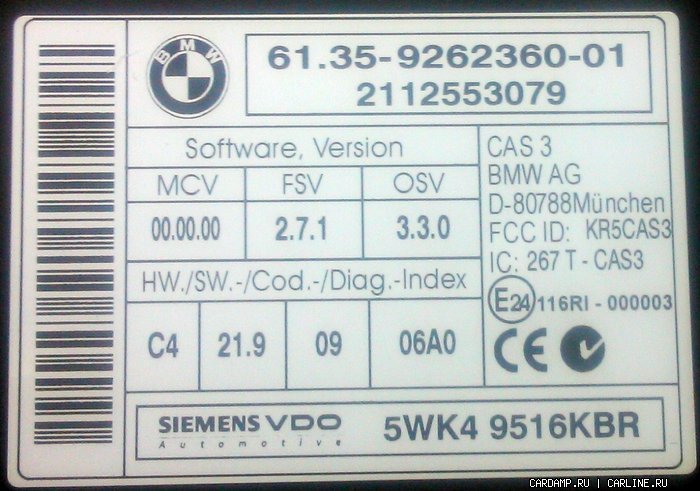 BMW
61.35-9262360-01
2112553079
Software, Version
MCV FSV OSV
00.00.00 2.7.1 3.3.0
HW./SW.-/Cod.-/Diag.-Index
C4 21.9 09 06A0
CAS 3
BMW AG
D-80788München
FCC ID: KR5CAS3
IC: 267 T - CAS3
E24 116RI - 000003
CE
SIEMENS VDO
Automotive
5WK4 9516KBR
CARDAMP.RU | CARLINE.RU